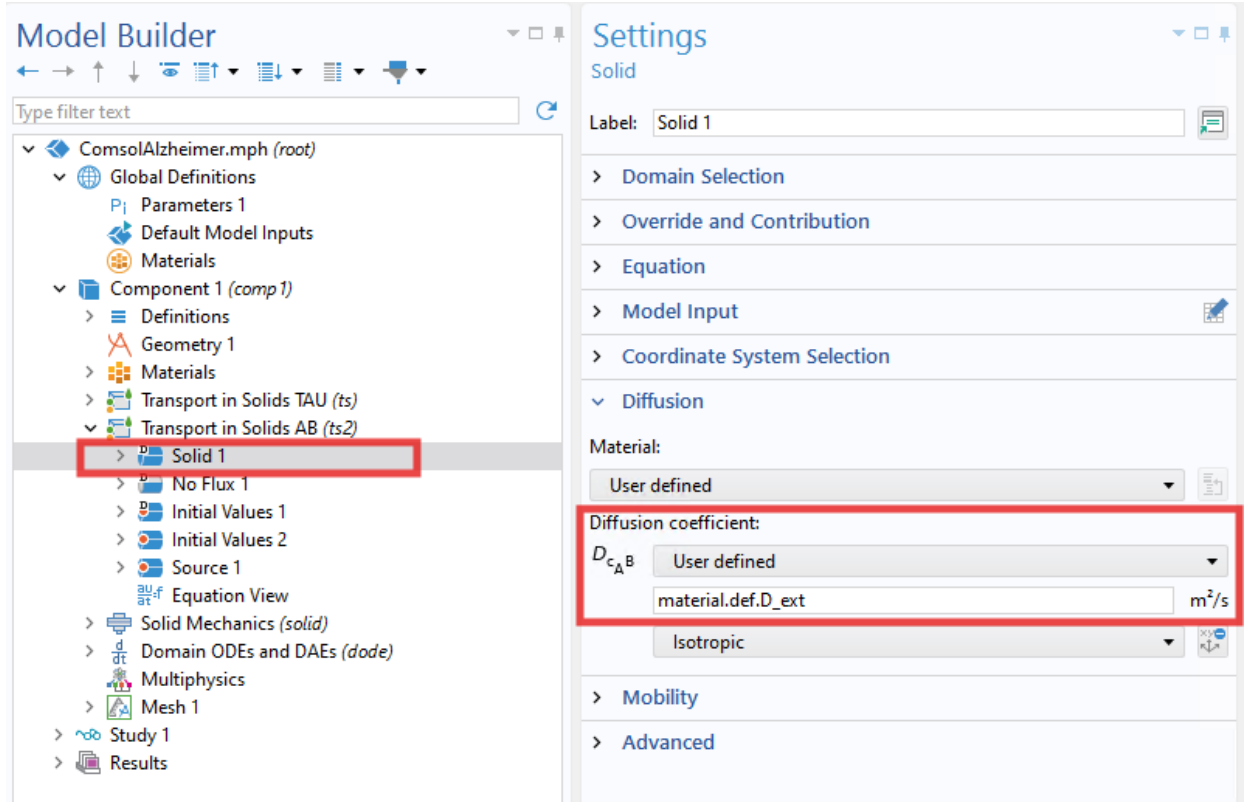 Model Builder
Type filter text
ComsolAlzheimer.mph (root)
Global Definitions
Pi Parameters 1
Default Model Inputs
Materials
Component 1 (comp1)
Definitions
Geometry 1
Materials
Transport in Solids TAU (ts)
Transport in Solids AB (ts2)
Solid 1
No Flux 1
Initial Values 1
Initial Values 2
Source 1
Equation View
Solid Mechanics (solid)
Domain ODEs and DAEs (dode)
Multiphysics
Mesh 1
Study 1
Results
Settings
Solid
Label: Solid 1
Domain Selection
Override and Contribution
Equation
Model Input
Coordinate System Selection
Diffusion
Material:
User defined
Diffusion coefficient:
D_cAB User defined
material.def.D_ext m²/s
Isotropic
Mobility
Advanced